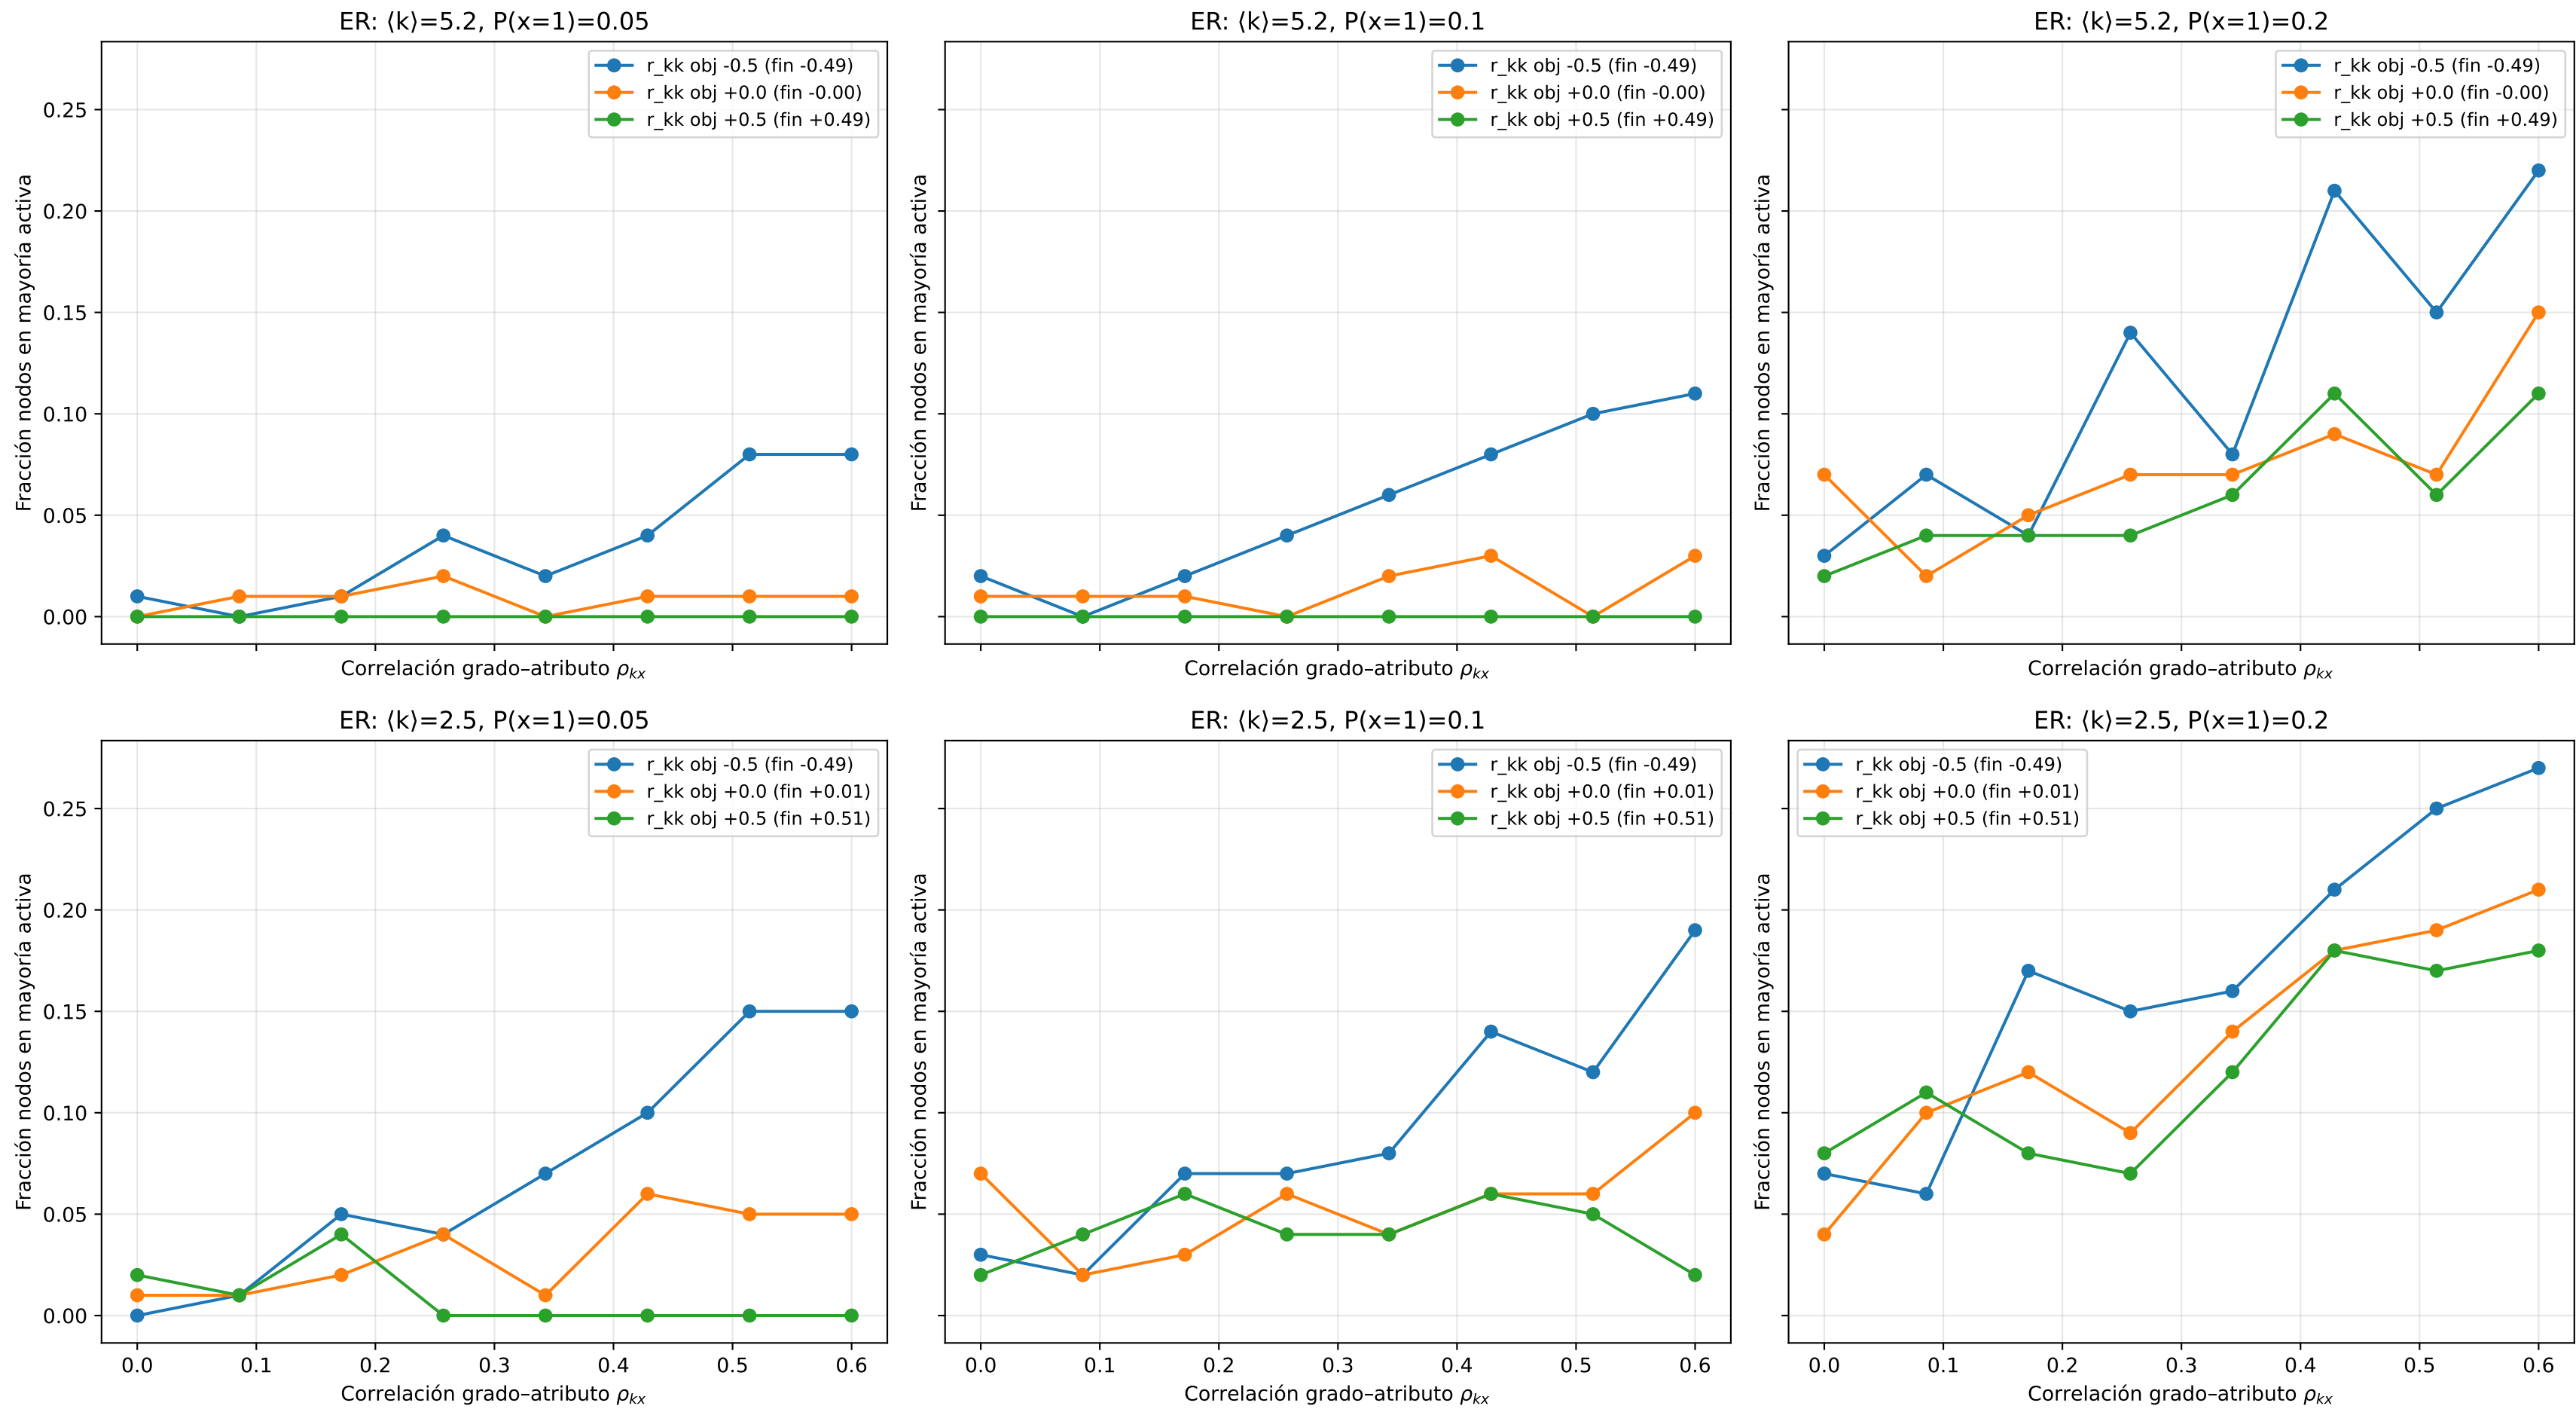 ER: ⟨k⟩=5.2, P(x=1)=0.05
r_kk obj -0.5 (fin -0.49)
r_kk obj +0.0 (fin -0.00)
r_kk obj +0.5 (fin +0.49)
Fracción nodos en mayoría activa
0.25
0.20
0.15
0.10
0.05
0.00
Correlación grado–atributo ρkx
ER: ⟨k⟩=5.2, P(x=1)=0.1
r_kk obj -0.5 (fin -0.49)
r_kk obj +0.0 (fin -0.00)
r_kk obj +0.5 (fin +0.49)
Fracción nodos en mayoría activa
Correlación grado–atributo ρkx
ER: ⟨k⟩=5.2, P(x=1)=0.2
r_kk obj -0.5 (fin -0.49)
r_kk obj +0.0 (fin -0.00)
r_kk obj +0.5 (fin +0.49)
Fracción nodos en mayoría activa
Correlación grado–atributo ρkx
ER: ⟨k⟩=2.5, P(x=1)=0.05
r_kk obj -0.5 (fin -0.49)
r_kk obj +0.0 (fin +0.01)
r_kk obj +0.5 (fin +0.51)
Fracción nodos en mayoría activa
0.25
0.20
0.15
0.10
0.05
0.00
0.0 0.1 0.2 0.3 0.4 0.5 0.6
Correlación grado–atributo ρkx
ER: ⟨k⟩=2.5, P(x=1)=0.1
r_kk obj -0.5 (fin -0.49)
r_kk obj +0.0 (fin +0.01)
r_kk obj +0.5 (fin +0.51)
Fracción nodos en mayoría activa
0.0 0.1 0.2 0.3 0.4 0.5 0.6
Correlación grado–atributo ρkx
ER: ⟨k⟩=2.5, P(x=1)=0.2
r_kk obj -0.5 (fin -0.49)
r_kk obj +0.0 (fin +0.01)
r_kk obj +0.5 (fin +0.51)
Fracción nodos en mayoría activa
0.0 0.1 0.2 0.3 0.4 0.5 0.6
Correlación grado–atributo ρkx